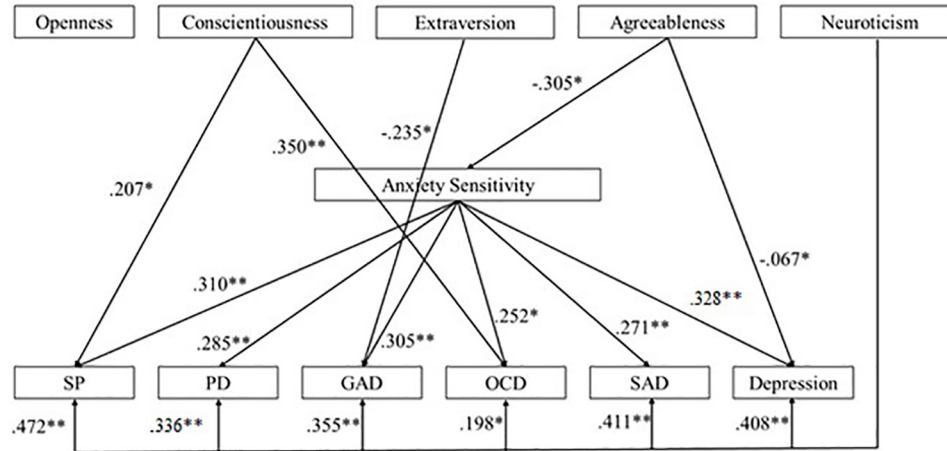 Openness Conscientiousness Extraversion Agreeableness Neuroticism
-.305*
-.235*
.350**
Anxiety Sensitivity
.207*
-.067*
.310**
.328**
.252*
.271**
.285**
.305**
SP PD GAD OCD SAD Depression
.472** .336** .355** .198* .411** .408**